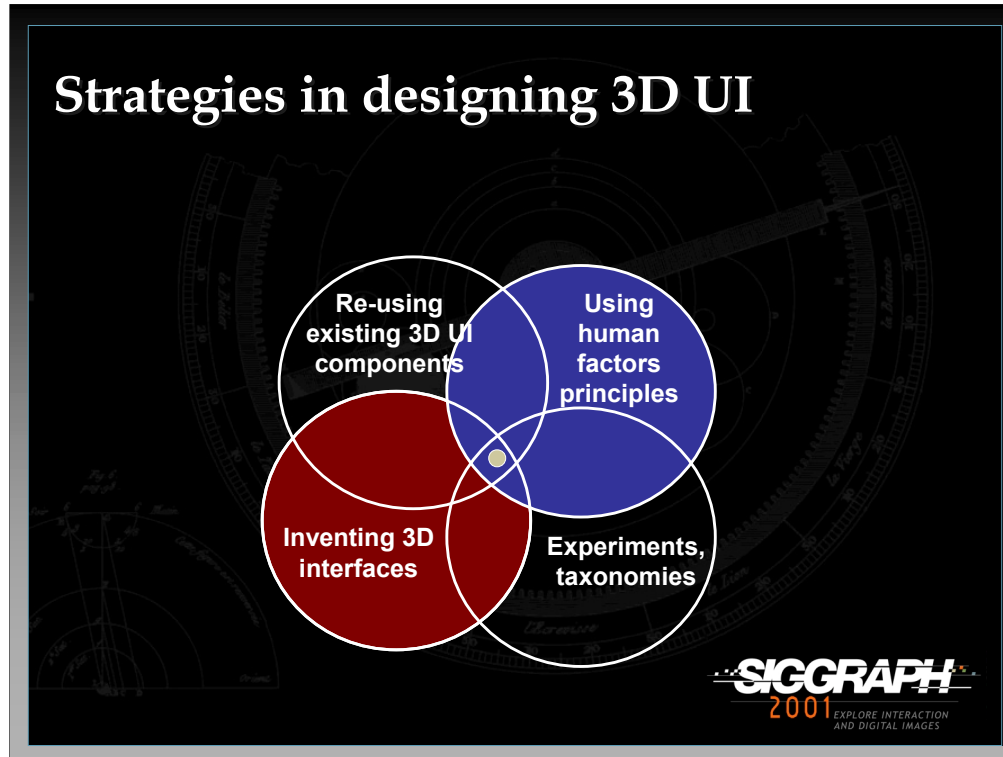 Strategies in designing 3D UI
Re-using
existing 3D UI
components
Using
human
factors
principles
Inventing 3D
interfaces
Experiments,
taxonomies
SIGGRAPH
2001 EXPLORE INTERACTION
AND DIGITAL IMAGES